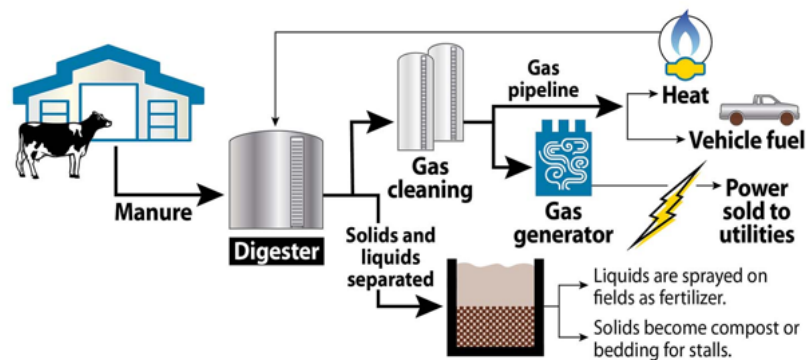 Manure
Digester
Gas
cleaning
Solids and
liquids
separated
Gas
pipeline
Heat
Vehicle fuel
Gas
generator
Power
sold to
utilities
Liquids are sprayed on
fields as fertilizer.
Solids become compost or
bedding for stalls.